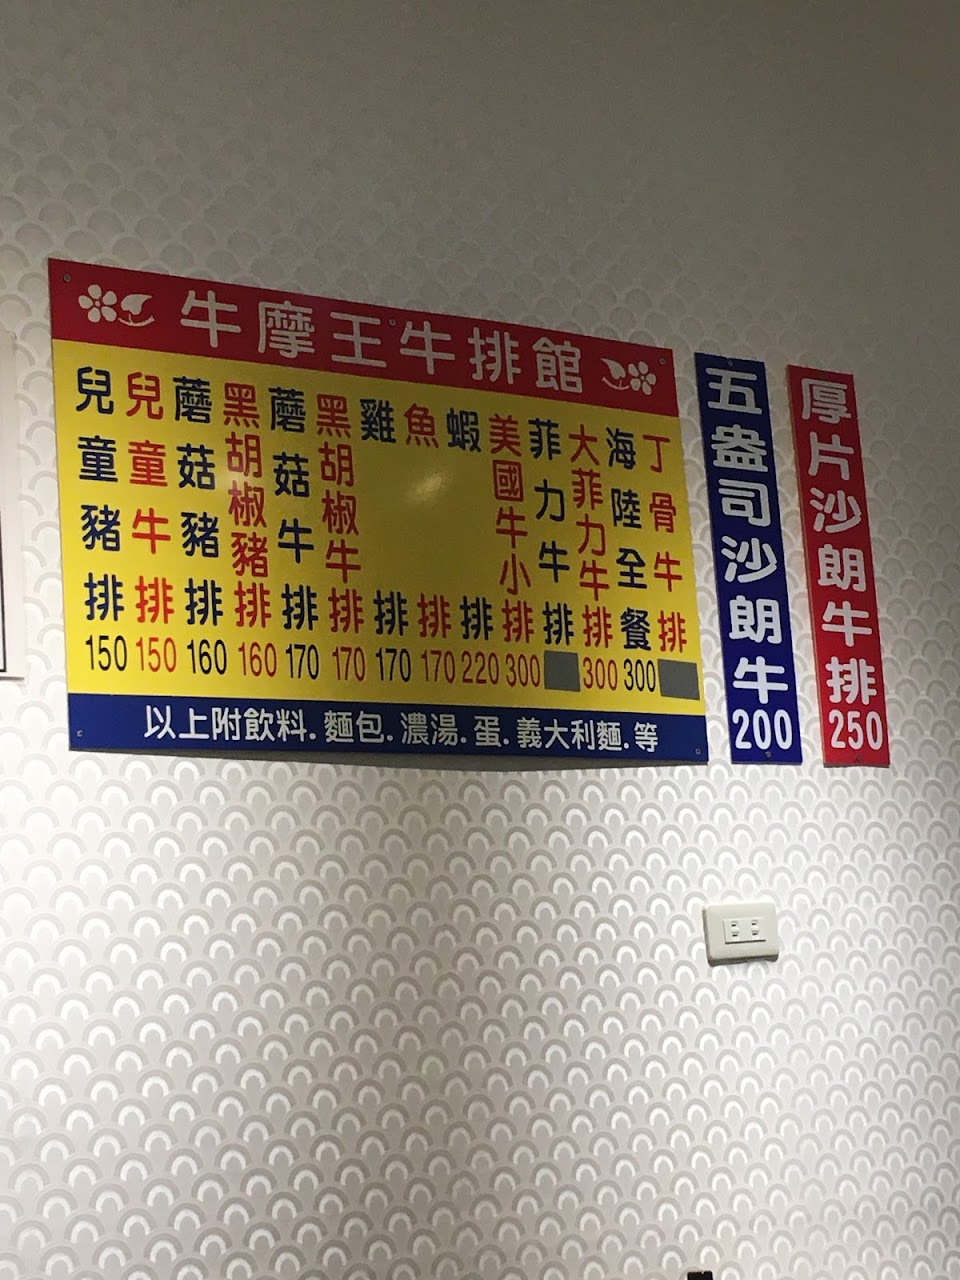 牛摩王牛排館
兒童豬排150
兒童牛排150
蘑菇豬排160
黑胡椒豬排160
蘑菇牛排170
黑胡椒牛排170
雞排170
魚排170
蝦排220
美國牛小排300
菲力牛排
大菲力牛排300
海陸全餐300
丁骨牛排
以上附飲料.麵包.濃湯.蛋.義大利麵.等
五盎司沙朗牛200
厚片沙朗牛排250